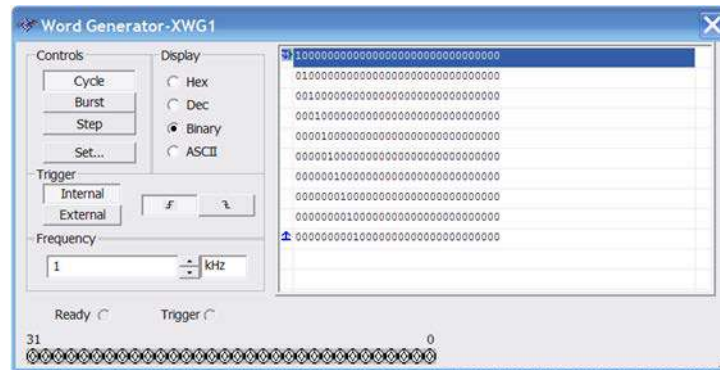 Word Generator-XWG1
Controls
Cycle
Burst
Step
Set...
Display
Hex
Dec
Binary
ASCII
Trigger
Internal
External
Frequency
1 kHz
Ready Trigger
31 0
10000000000000000000000000000000
01000000000000000000000000000000
00100000000000000000000000000000
00010000000000000000000000000000
00001000000000000000000000000000
00000100000000000000000000000000
00000010000000000000000000000000
00000001000000000000000000000000
00000000100000000000000000000000
00000000010000000000000000000000